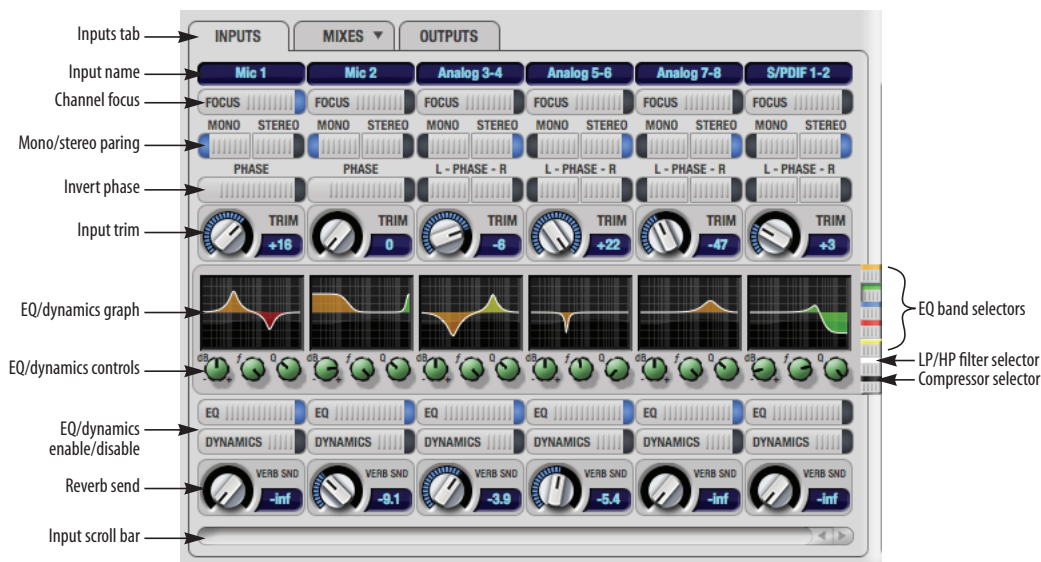 Inputs tab
INPUTS MIXES OUTPUTS
Input name
Mic 1 Mic 2 Analog 3-4 Analog 5-6 Analog 7-8 S/PDIF 1-2
Channel focus
FOCUS FOCUS FOCUS FOCUS FOCUS FOCUS
MONO STEREO MONO STEREO MONO STEREO MONO STEREO MONO STEREO MONO STEREO
Mono/stereo paring
PHASE PHASE L - PHASE - R L - PHASE - R L - PHASE - R L - PHASE - R
Invert phase
TRIM TRIM TRIM TRIM TRIM TRIM
Input trim
+16 0 -6 +22 -47 +3
EQ/dynamics graph
EQ band selectors
dB f Q dB f Q dB f Q dB f Q dB f Q dB f Q
EQ/dynamics controls
- + - + - + - + - + - +
LP/HP filter selector
Compressor selector
EQ EQ EQ EQ EQ EQ
EQ/dynamics
enable/disable
DYNAMICS DYNAMICS DYNAMICS DYNAMICS DYNAMICS DYNAMICS
VERB SND VERB SND VERB SND VERB SND VERB SND VERB SND
Reverb send
-inf -9.1 -3.9 -5.4 -inf -inf
Input scroll bar